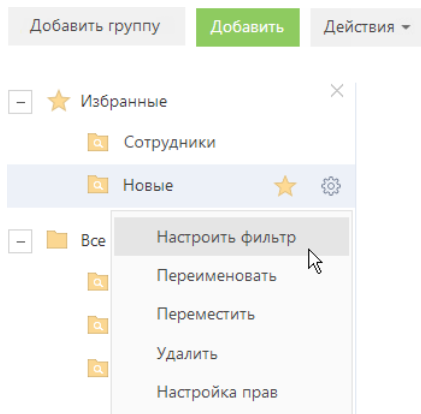 Добавить группу Добавить Действия
Избранные
Сотрудники
Новые
Все
Настроить фильтр
Переименовать
Переместить
Удалить
Настройка прав